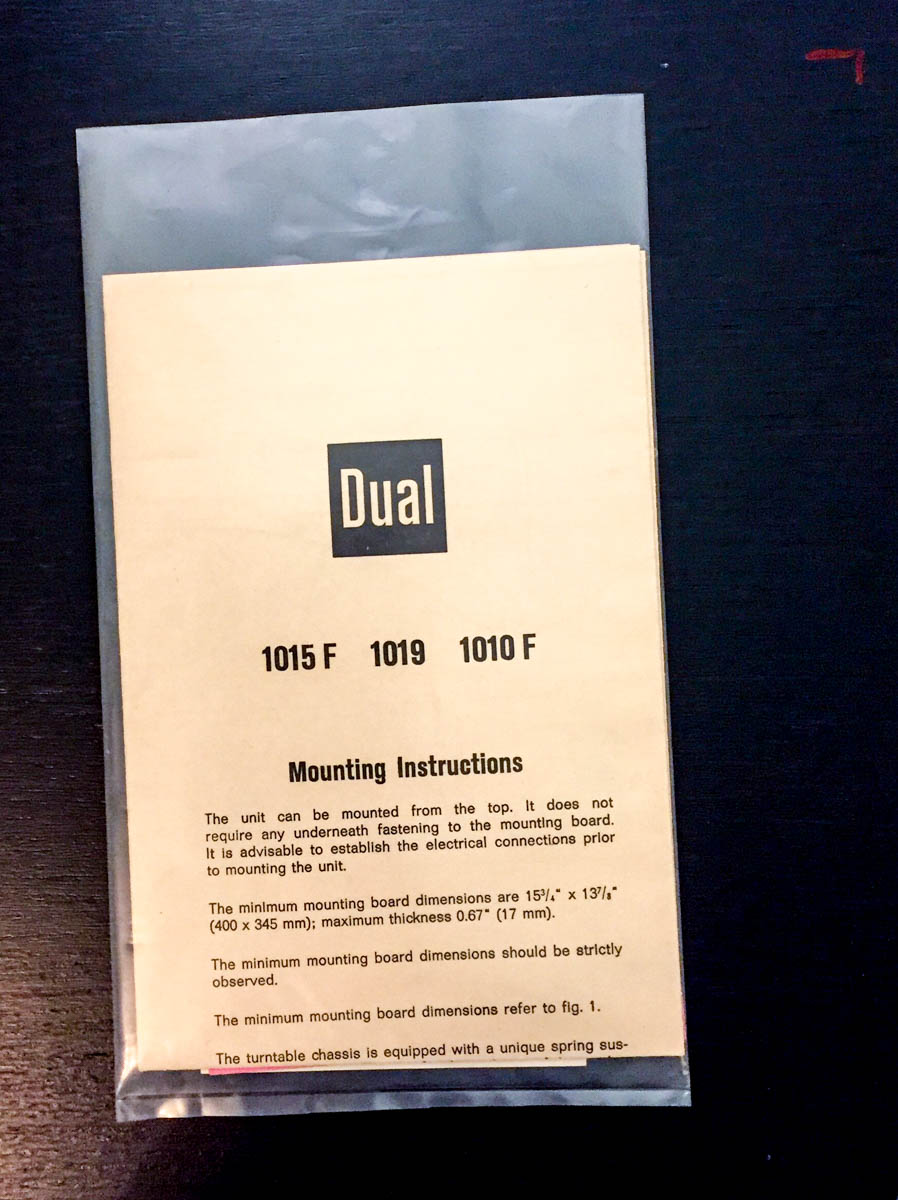 Dual
1015 F 1019 1010 F
Mounting Instructions
The unit can be mounted from the top. It does not
require any underneath fastening to the mounting board.
It is advisable to establish the electrical connections prior
to mounting the unit.
The minimum mounting board dimensions are 15³/₄" x 13⁷/₈"
(400 x 345 mm); maximum thickness 0.67" (17 mm).
The minimum mounting board dimensions should be strictly
observed.
The minimum mounting board dimensions refer to fig. 1.
The turntable chassis is equipped with a unique spring sus-